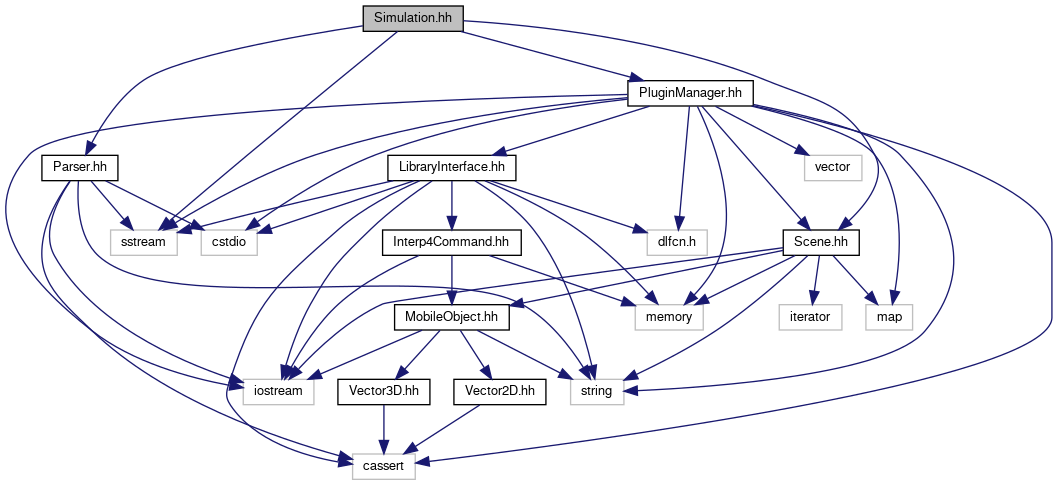 Simulation.hh
PluginManager.hh
Parser.hh
LibraryInterface.hh
vector
sstream
cstdio
Interp4Command.hh
dlfcn.h
Scene.hh
MobileObject.hh
memory
iterator
map
iostream
Vector3D.hh
Vector2D.hh
string
cassert